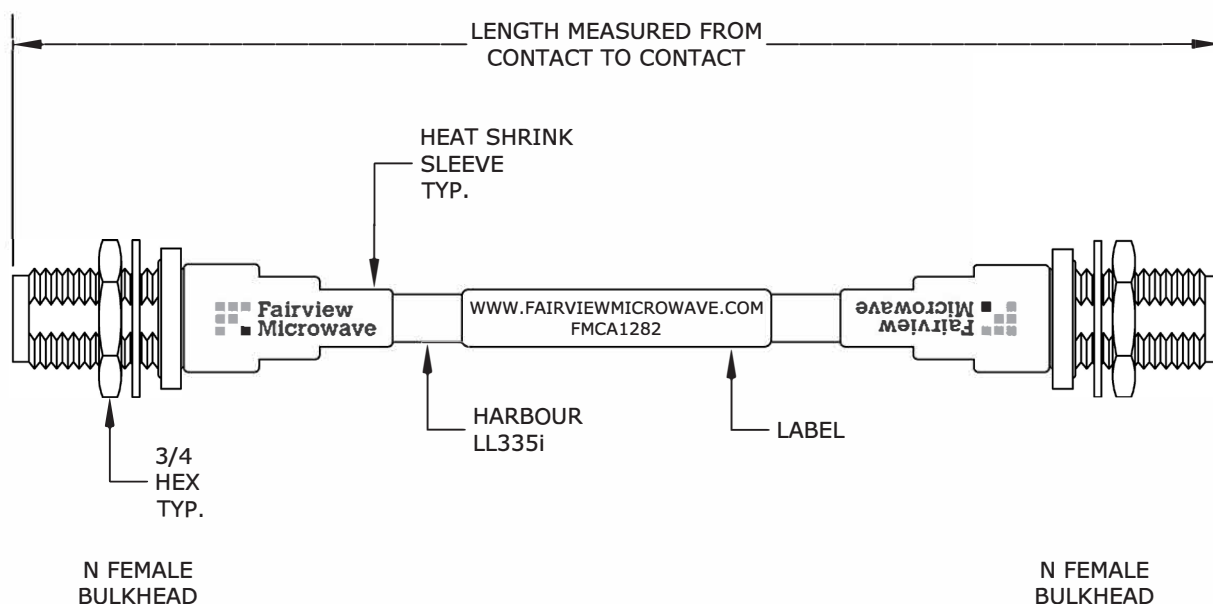 LENGTH MEASURED FROM
CONTACT TO CONTACT
HEAT SHRINK
SLEEVE
TYP.
Fairview
Microwave
WWW.FAIRVIEWMICROWAVE.COM
FMCA1282
Fairview
Microwave
HARBOUR
LL335i
LABEL
3/4
HEX
TYP.
N FEMALE
BULKHEAD
N FEMALE
BULKHEAD